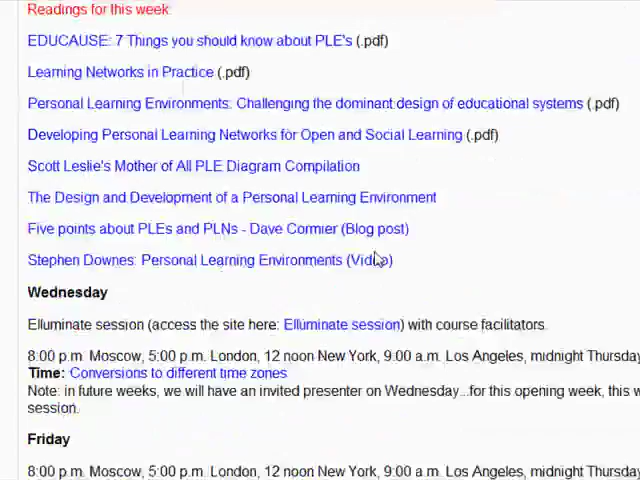 Readings for this week:
EDUCAUSE: 7 Things you should know about PLE's (.pdf)
Learning Networks in Practice (.pdf)
Personal Learning Environments: Challenging the dominant design of educational systems (.pdf)
Developing Personal Learning Networks for Open and Social Learning (.pdf)
Scott Leslie's Mother of All PLE Diagram Compilation
The Design and Development of a Personal Learning Environment
Five points about PLEs and PLNs - Dave Cormier (Blog post)
Stephen Downes: Personal Learning Environments (Video)
Wednesday
Elluminate session (access the site here: Elluminate session) with course facilitators.
8:00 p.m. Moscow, 5:00 p.m. London, 12 noon New York, 9:00 a.m. Los Angeles, midnight Thursday
Time: Conversions to different time zones
Note: in future weeks, we will have an invited presenter on Wednesday...for this opening week, this w
session.
Friday
8:00 p.m. Moscow, 5:00 p.m. London, 12 noon New York, 9:00 a.m. Los Angeles, midnight Thursday